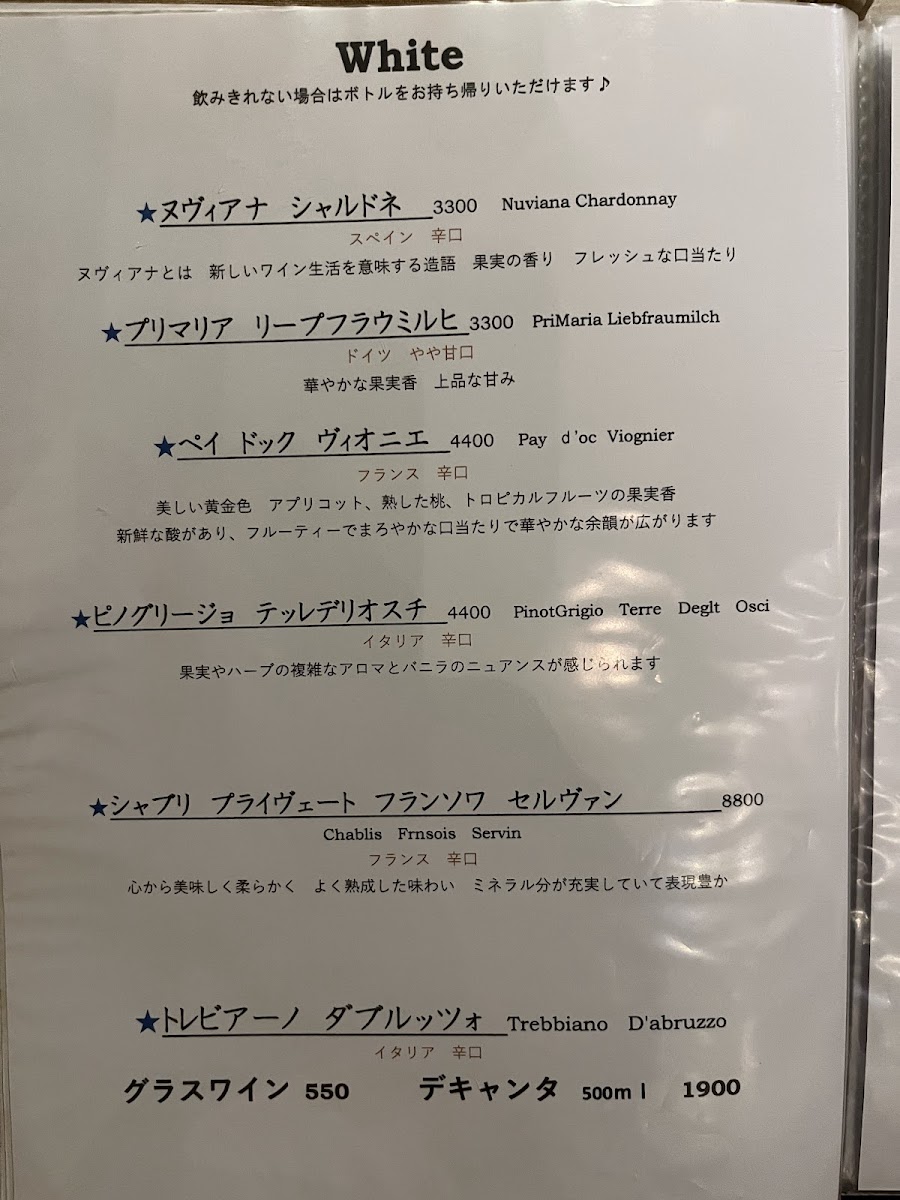 White
飲みきれない場合はボトルをお持ち帰りいただけます♪
★ヌヴィアナ シャルドネ 3300 Nuviana Chardonnay
スペイン 辛口
ヌヴィアナとは 新しいワイン生活を意味する造語 果実の香り フレッシュな口当たり
★プリマリア リープフラウミルヒ 3300 PriMaria Liebfraumilch
ドイツ やや甘口
華やかな果実香 上品な甘み
★ペイ ドック ヴィオニエ 4400 Pay d'oc Viognier
フランス 辛口
美しい黄金色 アプリコット、熟した桃、トロピカルフルーツの果実香
新鮮な酸があり、フルーティーでまろやかな口当たりで華やかな余韻が広がります
★ピノグリージョ テッレデリオスチ 4400 PinotGrigio Terre Deglt Osci
イタリア 辛口
果実やハーブの複雑なアロマとバニラのニュアンスが感じられます
★シャブリ プライヴェート フランソワ セルヴァン 8800
Chablis Frnsois Servin
フランス 辛口
心から美味しく柔らかく よく熟成した味わい ミネラル分が充実していて表現豊か
★トレビアーノ ダブルッツォ Trebbiano D'abruzzo
イタリア 辛口
グラスワイン 550 デキャンタ 500ml 1900